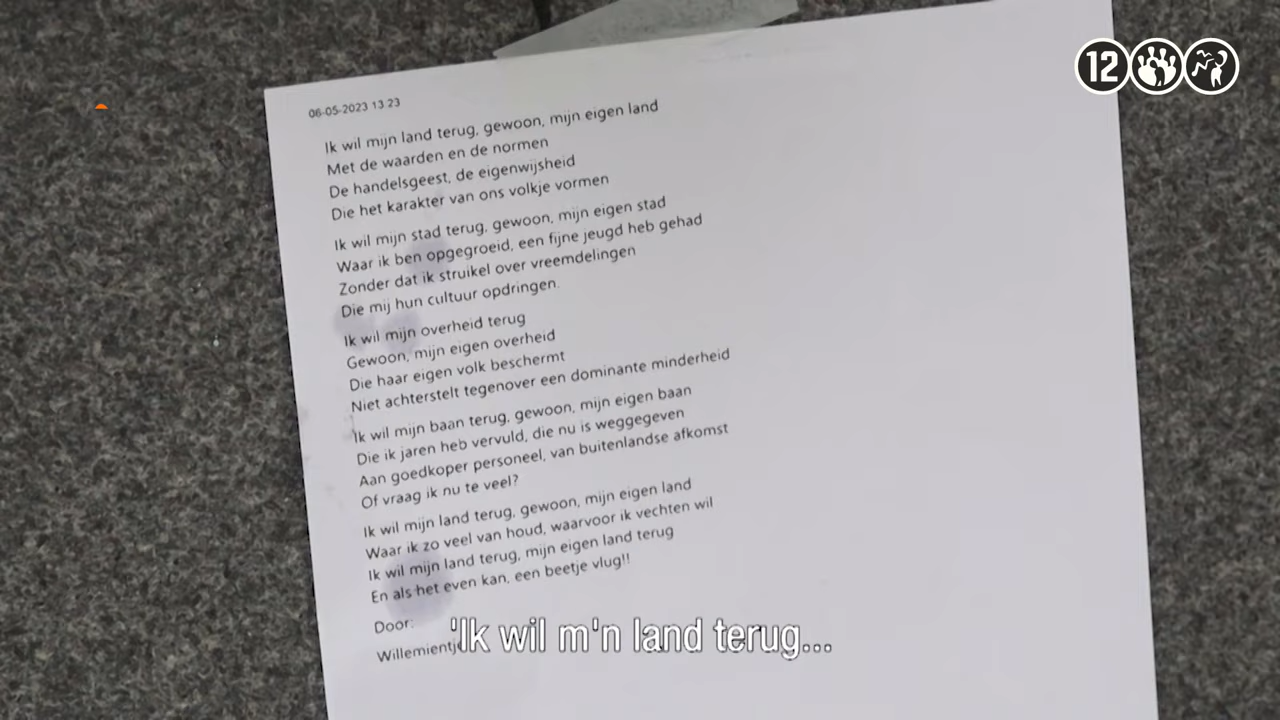 12
06-05-2023 13 23
Ik wil mijn land terug, gewoon, mijn eigen land
Met de waarden en de normen
De handelsgeest, de eigenwijsheid
Die het karakter van ons volkje vormen
Ik wil mijn stad terug, gewoon, mijn eigen stad
Waar ik ben opgegroeid, een fijne jeugd heb gehad
Zonder dat ik struikel over vreemdelingen
Die mij hun cultuur opdringen.
Ik wil mijn overheid terug
Gewoon, mijn eigen overheid
Die haar eigen volk beschermt
Niet achterstelt tegenover een dominante minderheid
Ik wil mijn baan terug, gewoon, mijn eigen baan
Die ik jaren heb vervuld, die nu is weggegeven
Aan goedkoper personeel, van buitenlandse afkomst
Of vraag ik nu te veel?
Ik wil mijn land terug, gewoon, mijn eigen land
Waar ik zo veel van houd, waarvoor ik vechten wil
Ik wil mijn land terug, mijn eigen land terug
En als het even kan, een beetje vlug!!
Door:
Willemientje
'Ik wil m'n land terug...